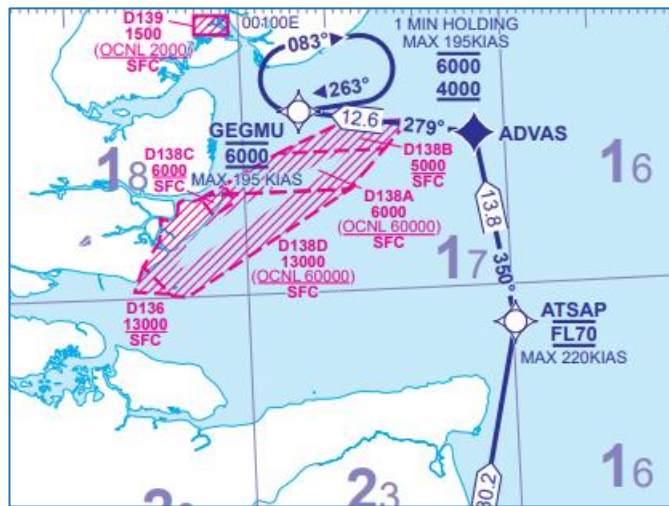 D139
1500
(OCNL 2000)
SFC
00100E
083°
263°
1 MIN HOLDING
MAX 195KIAS
6000
4000
12.6
279°
ADVAS
GEGMU
6000
MAX 195 KIAS
D138C
6000
SFC
18
D138B
5000
SFC
16
D138A
6000
(OCNL 60000)
SFC
13.8
350°
17
D138D
13000
(OCNL 60000)
SFC
D136
13000
SFC
ATSAP
FL70
MAX 220KIAS
23
16